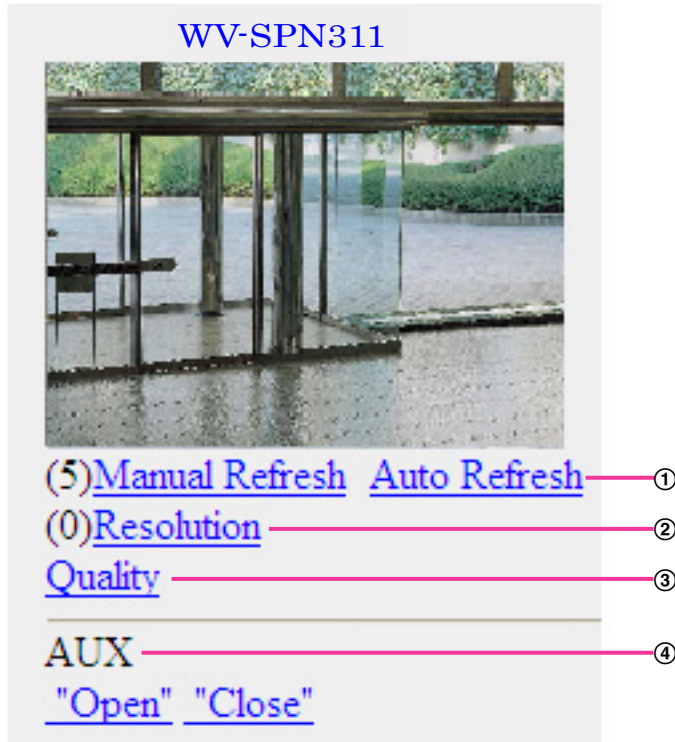 WV-SPN311
(5)Manual Refresh Auto Refresh ①
(0)Resolution ②
Quality ③
AUX ④
"Open" "Close"